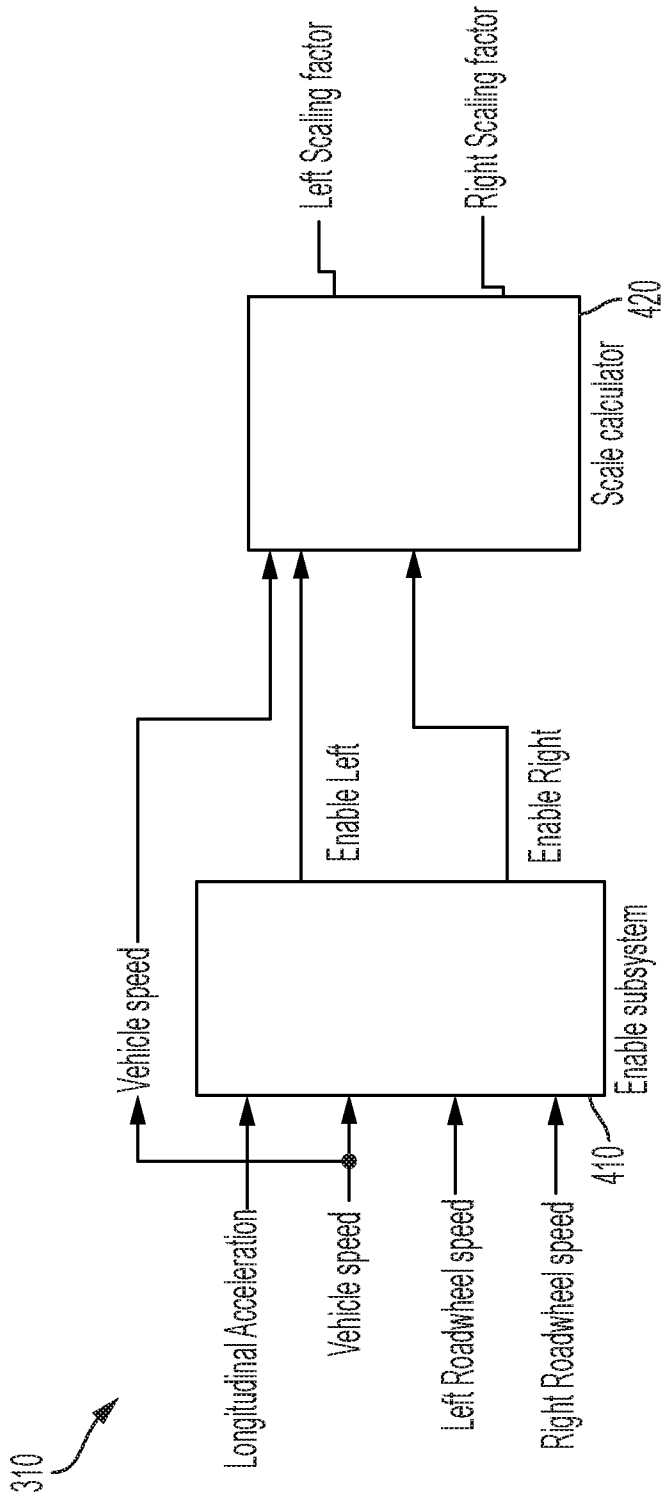 310
Longitudinal Acceleration
Vehicle speed
Left Roadwheel speed
Right Roadwheel speed
Vehicle speed
410
Enable subsystem
Enable Left
Enable Right
Scale calculator
420
Left Scaling factor
Right Scaling factor